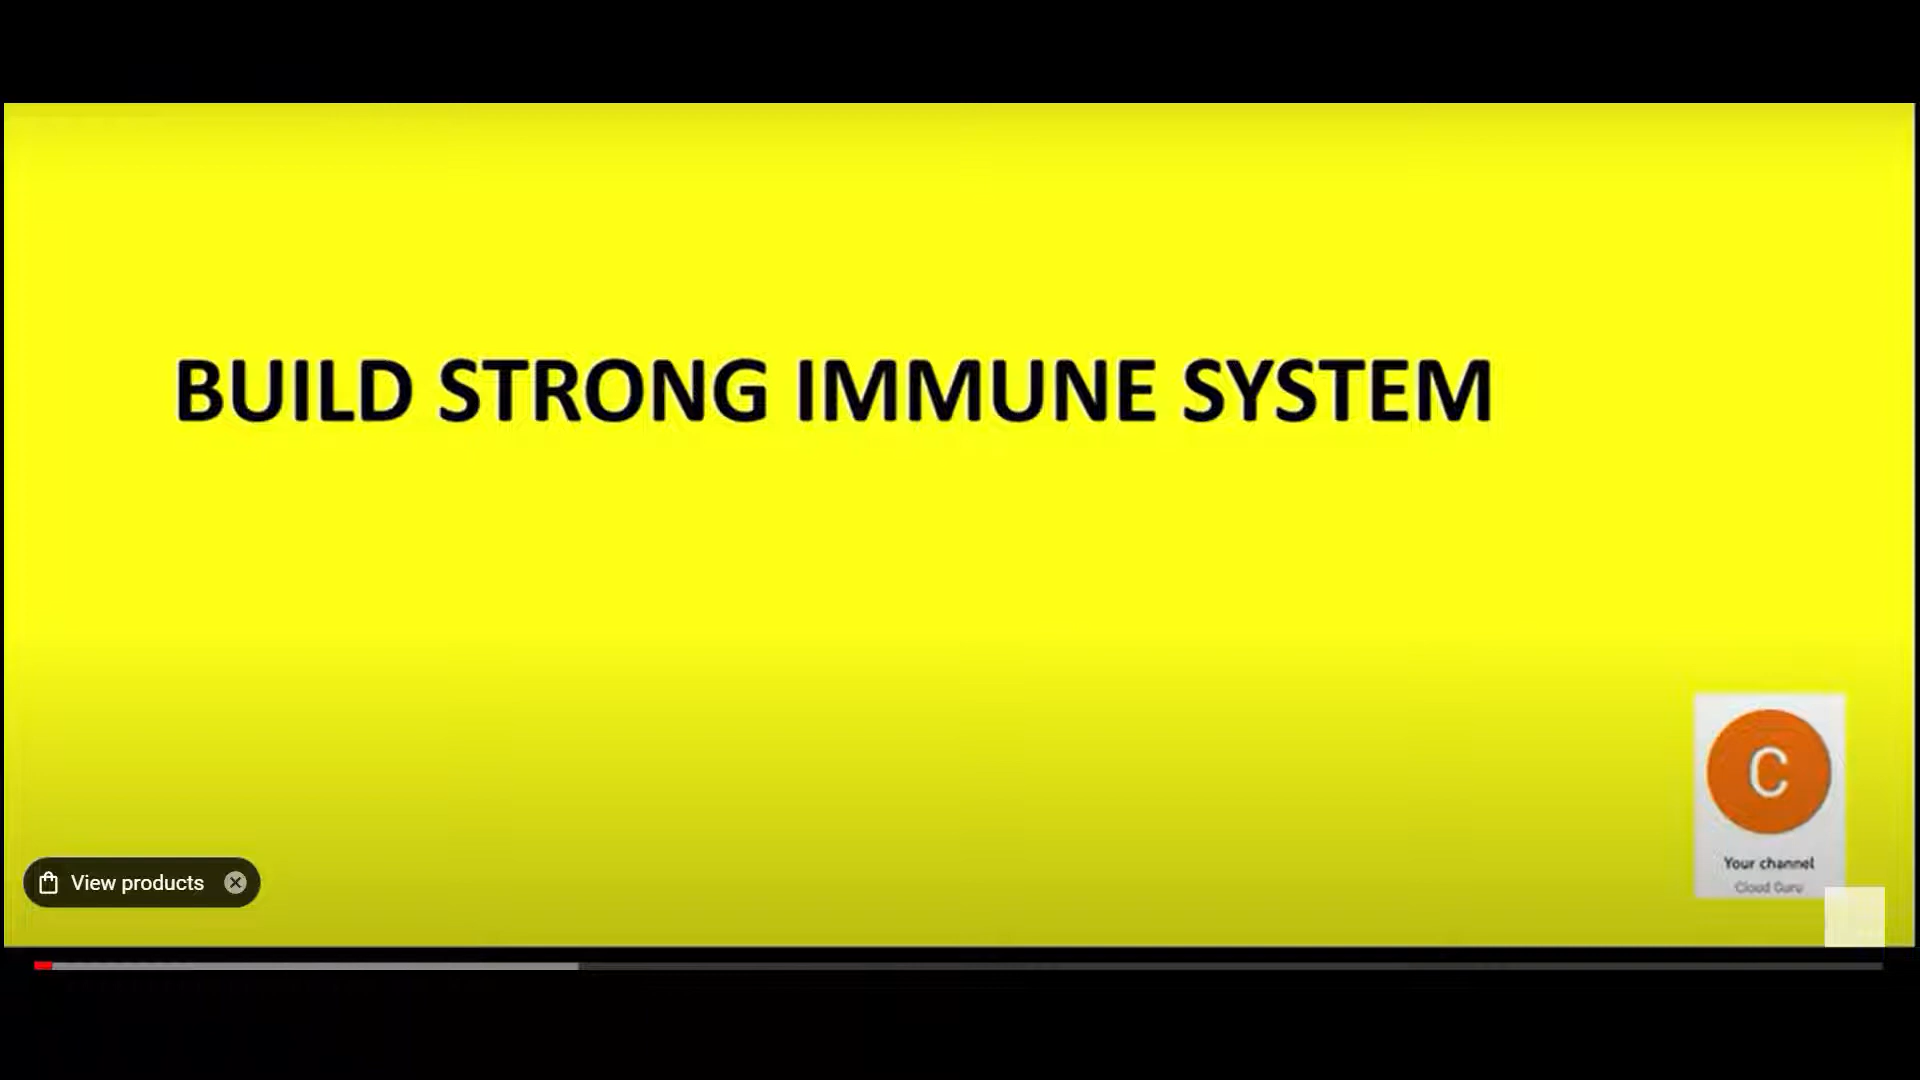 BUILD STRONG IMMUNE SYSTEM
C
Your channel
Cloud Guru
View products